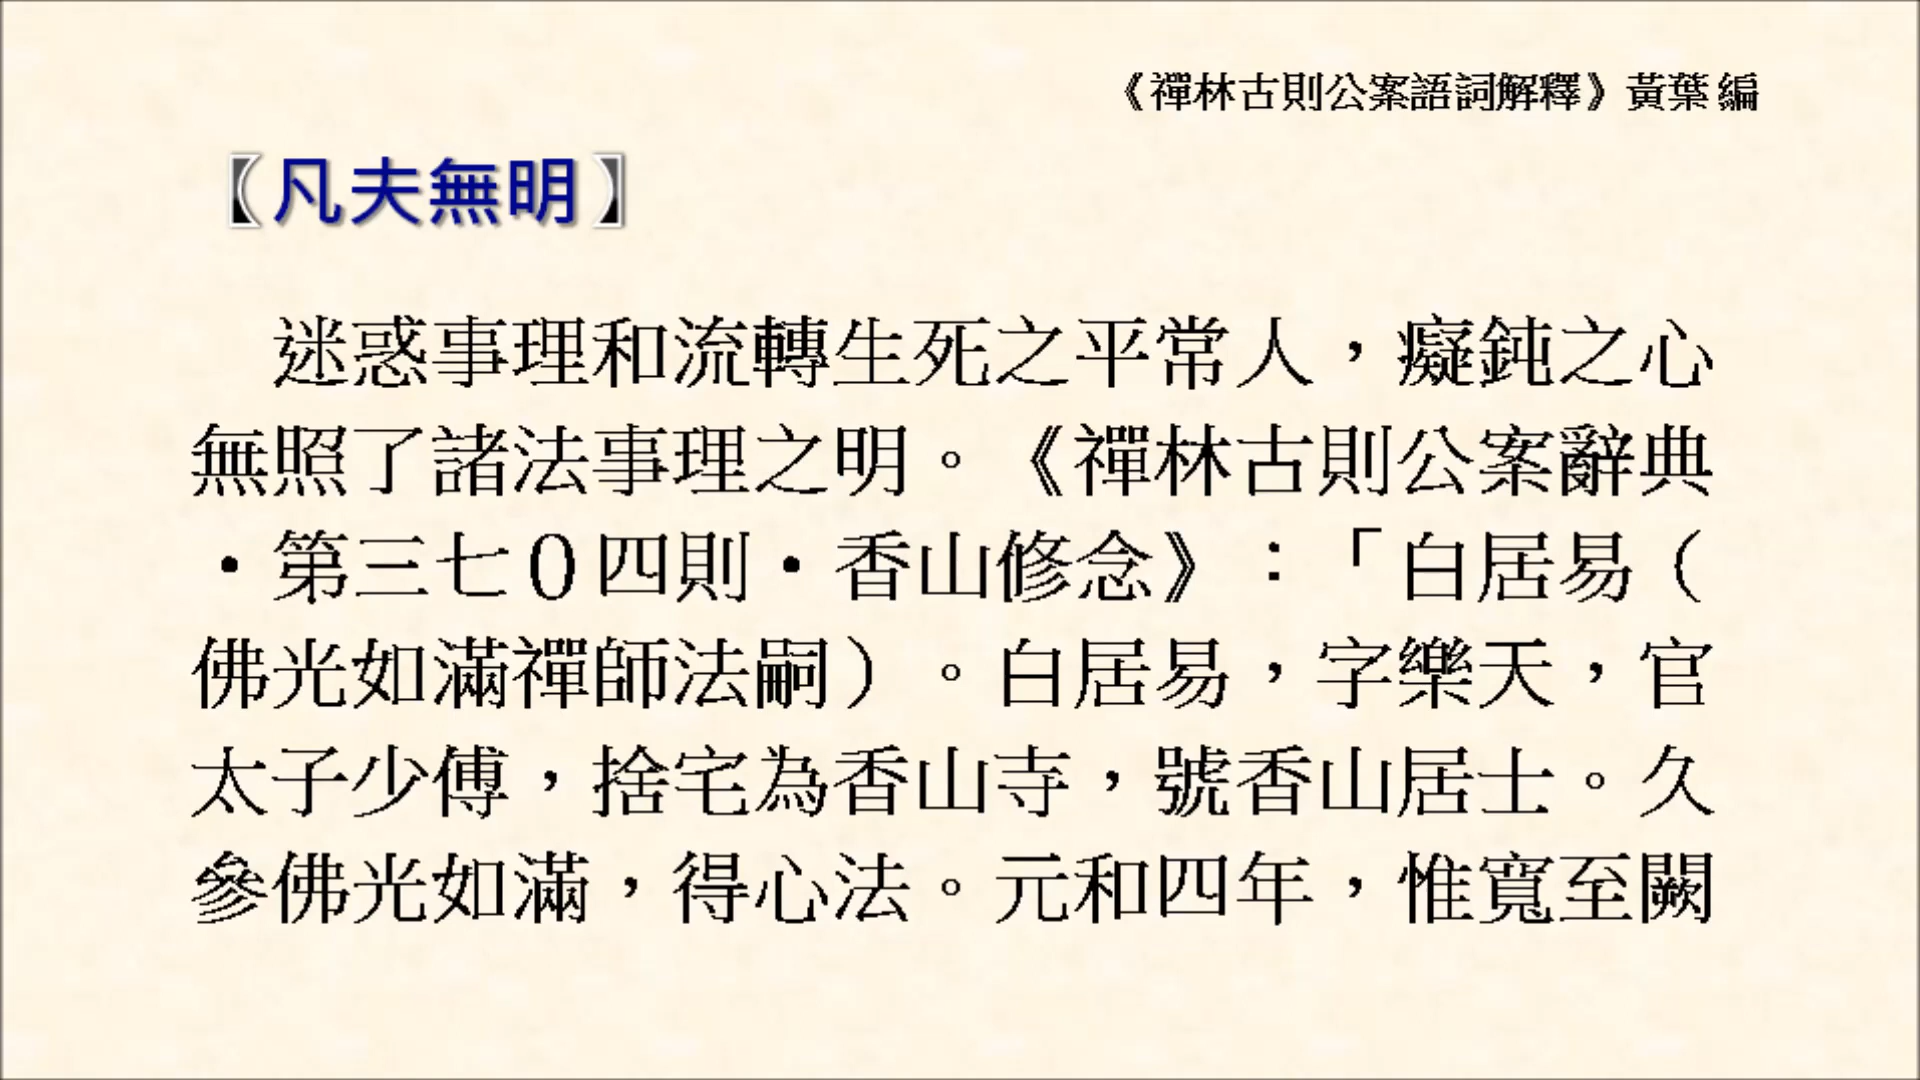 《禪林古則公案語詞解釋》黃葉編
〖凡夫無明〗
迷惑事理和流轉生死之平常人，癡鈍之心
無照了諸法事理之明。《禪林古則公案辭典
•第三七０四則•香山修念》：「白居易（
佛光如滿禪師法嗣）。白居易，字樂天，官
太子少傅，捨宅為香山寺，號香山居士。久
參佛光如滿，得心法。元和四年，惟寬至闕